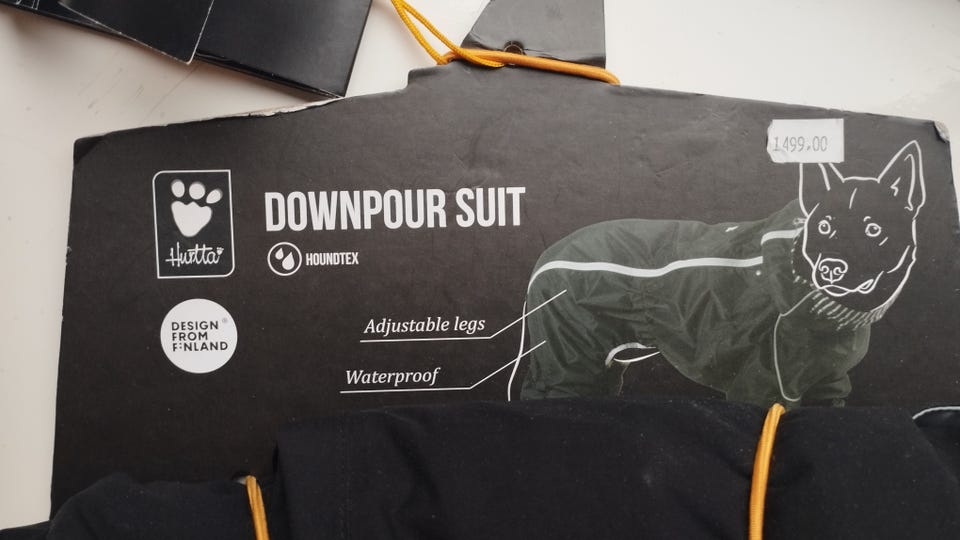 1499,00
DOWNPOUR SUIT
Hurtta
HOUNDTEX
DESIGN®
FROM
FINLAND
Adjustable legs
Waterproof